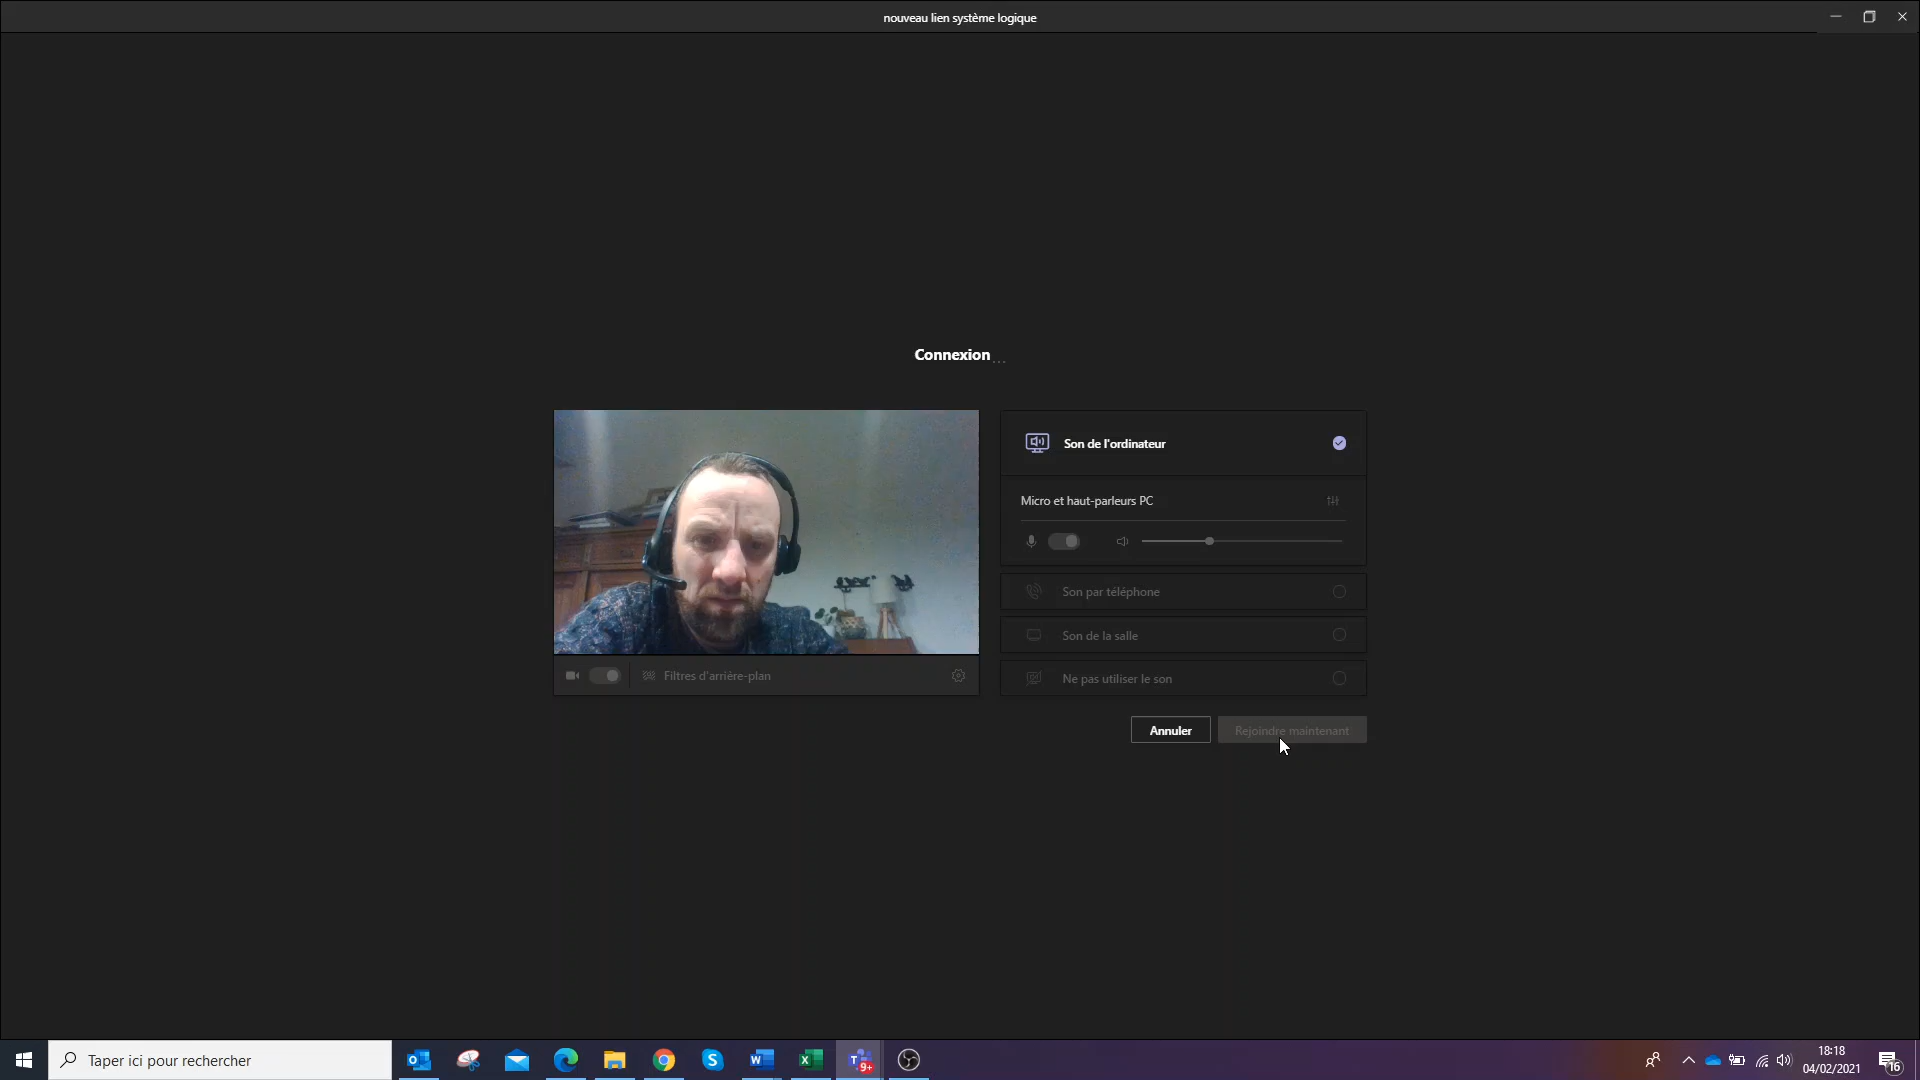 nouveau lien système logique
Connexion...
Son de l'ordinateur
Micro et haut-parleurs PC
Son par téléphone
Son de la salle
Filtres d'arrière-plan
Ne pas utiliser le son
Annuler
Rejoindre maintenant
Taper ici pour rechercher
9+
18:18
04/02/2021
16